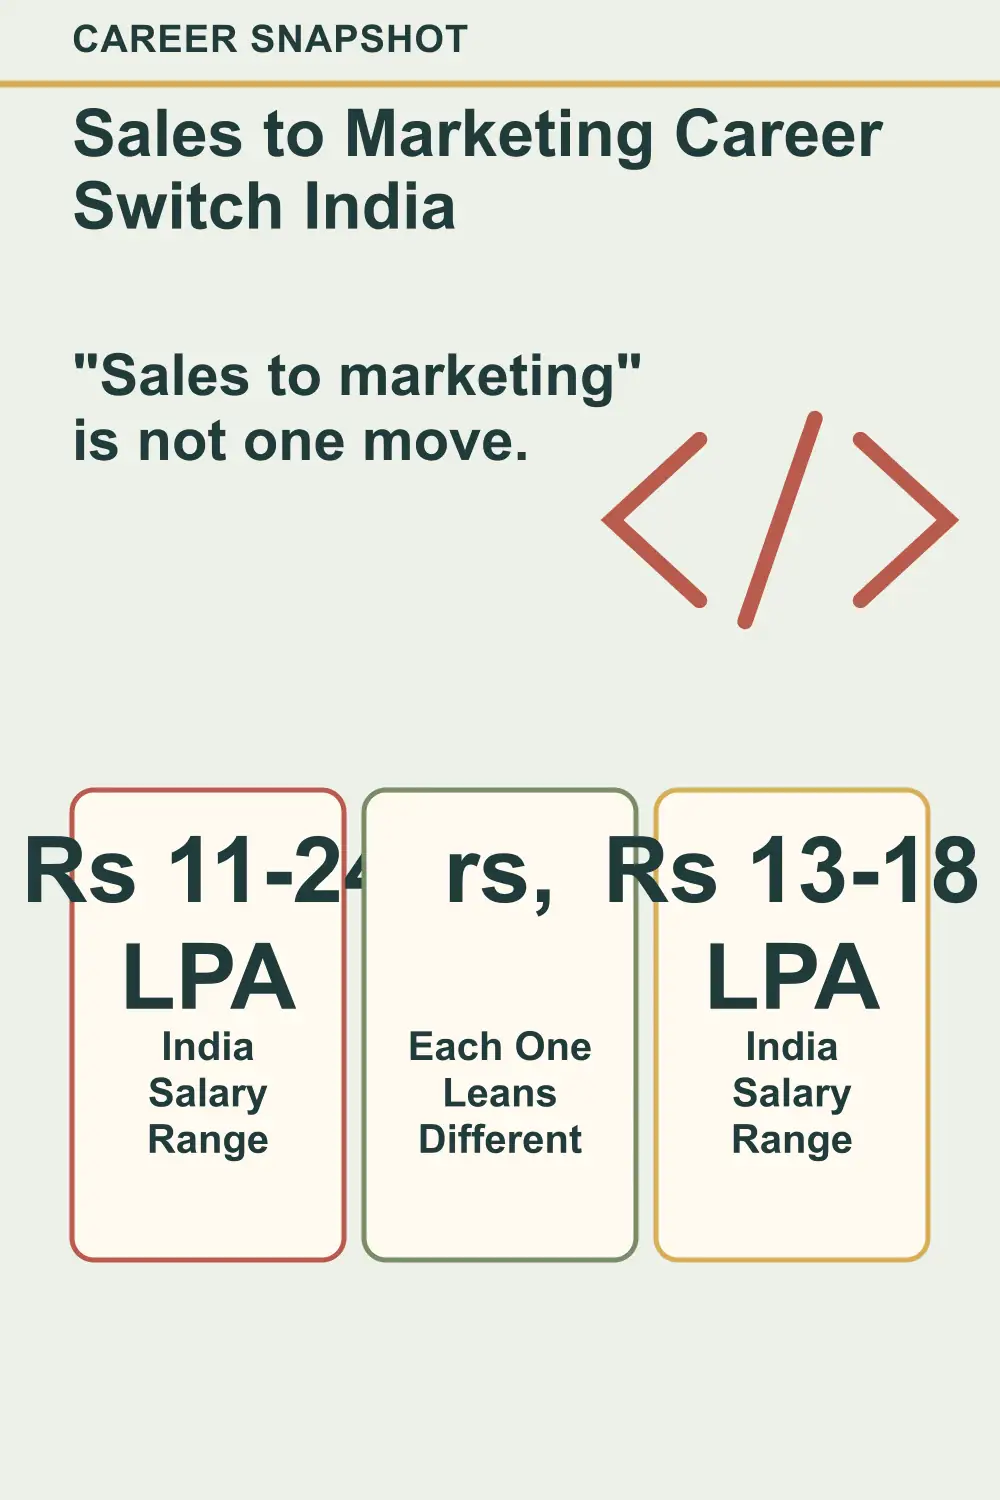 CAREER SNAPSHOT
Sales to Marketing Career
Switch India
"Sales to marketing"
is not one move.
</>
Rs 11-24
LPA
India
Salary
Range
rs,
Each One
Leans
Different
Rs 13-18
LPA
India
Salary
Range